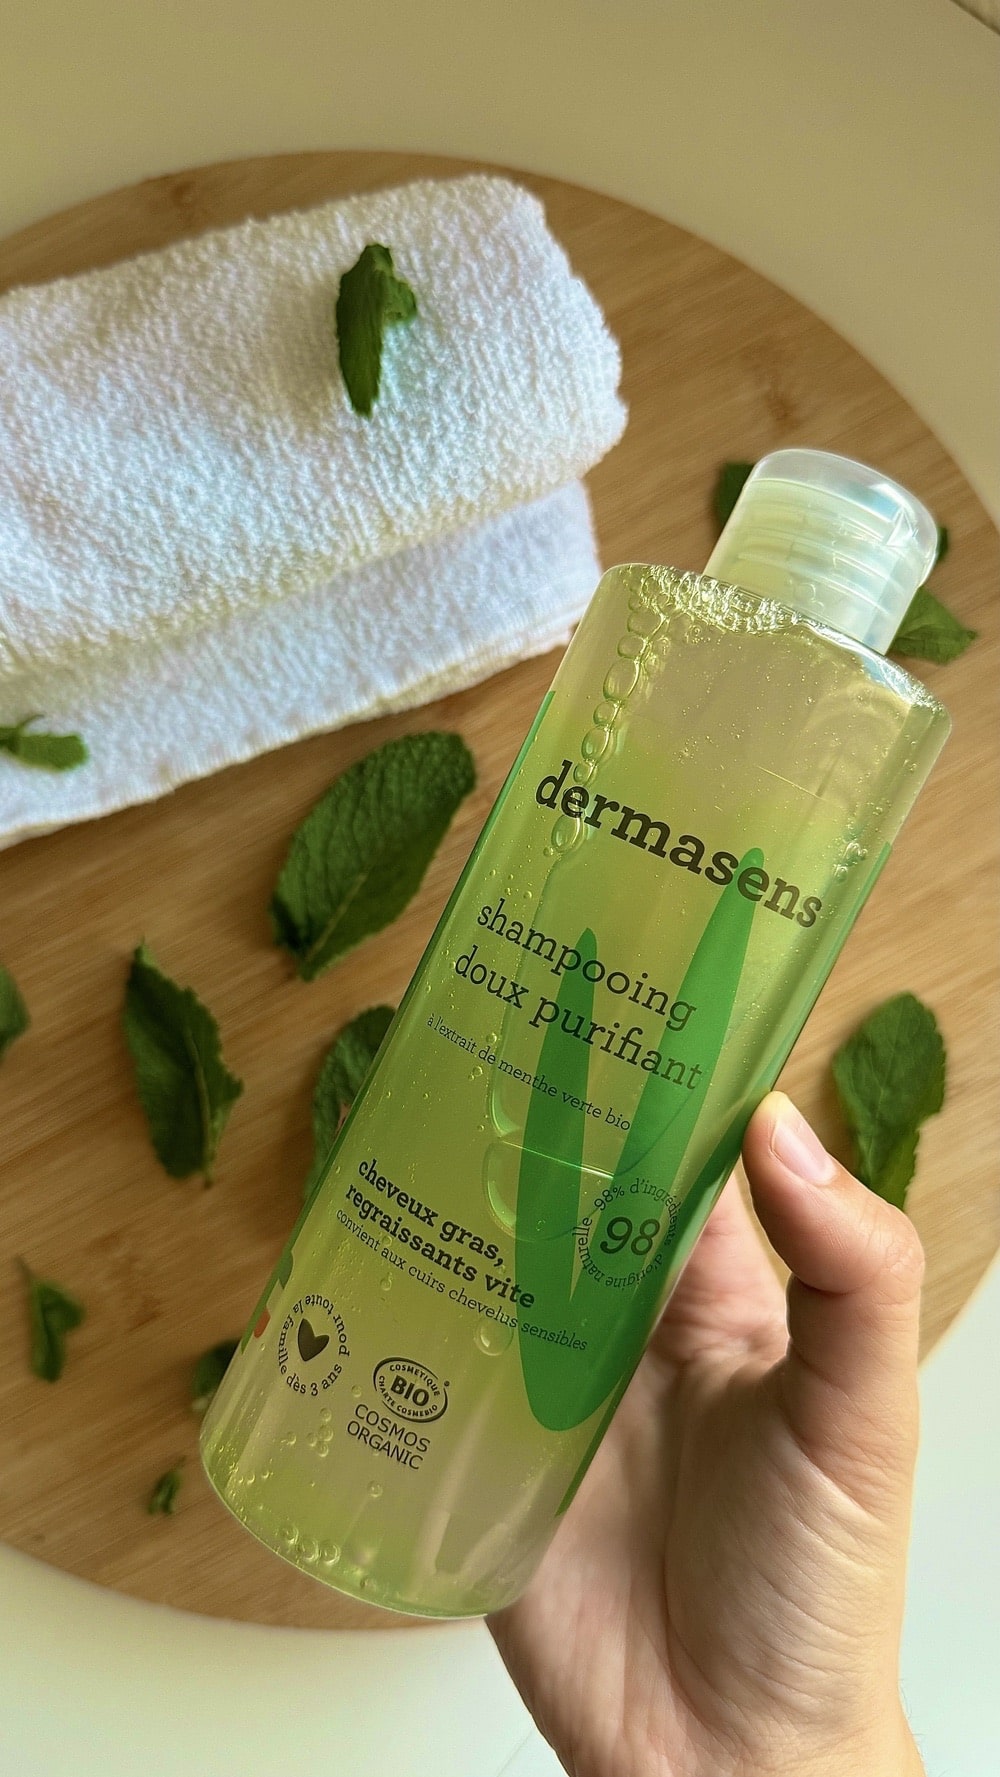 dermasens
shampooing
doux purifiant
à l'extrait de menthe verte bio
98% d'ingrédients d'origine naturelle
98
cheveux gras,
regraissants vite
convient aux cuirs chevelus sensibles
pour toute la famille dès 3 ans
COSMETIQUE
BIO
CHARTE COSMEBIO
COSMOS
ORGANIC